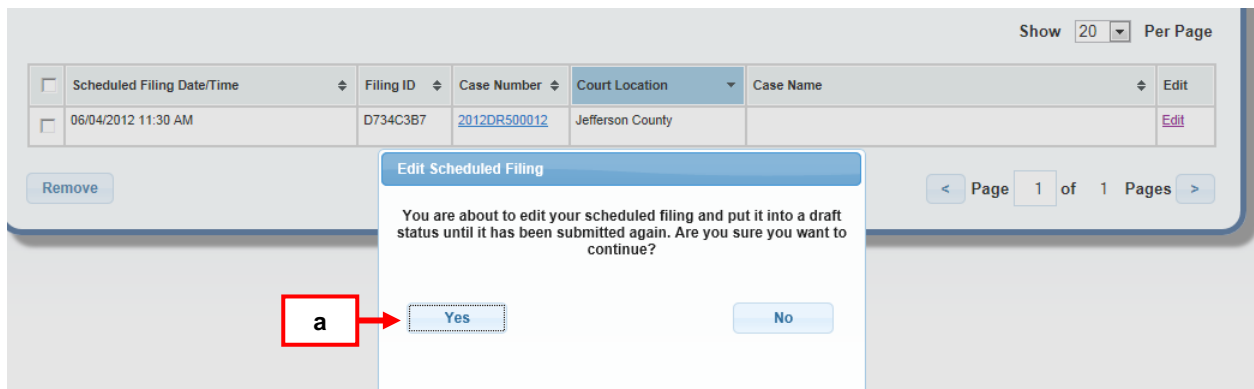 Show 20 Per Page
Scheduled Filing Date/Time Filing ID Case Number Court Location Case Name Edit
06/04/2012 11:30 AM D734C3B7 2012DR500012 Jefferson County Edit
Remove
< Page 1 of 1 Pages >
Edit Scheduled Filing
You are about to edit your scheduled filing and put it into a draft
status until it has been submitted again. Are you sure you want to
continue?
a Yes No